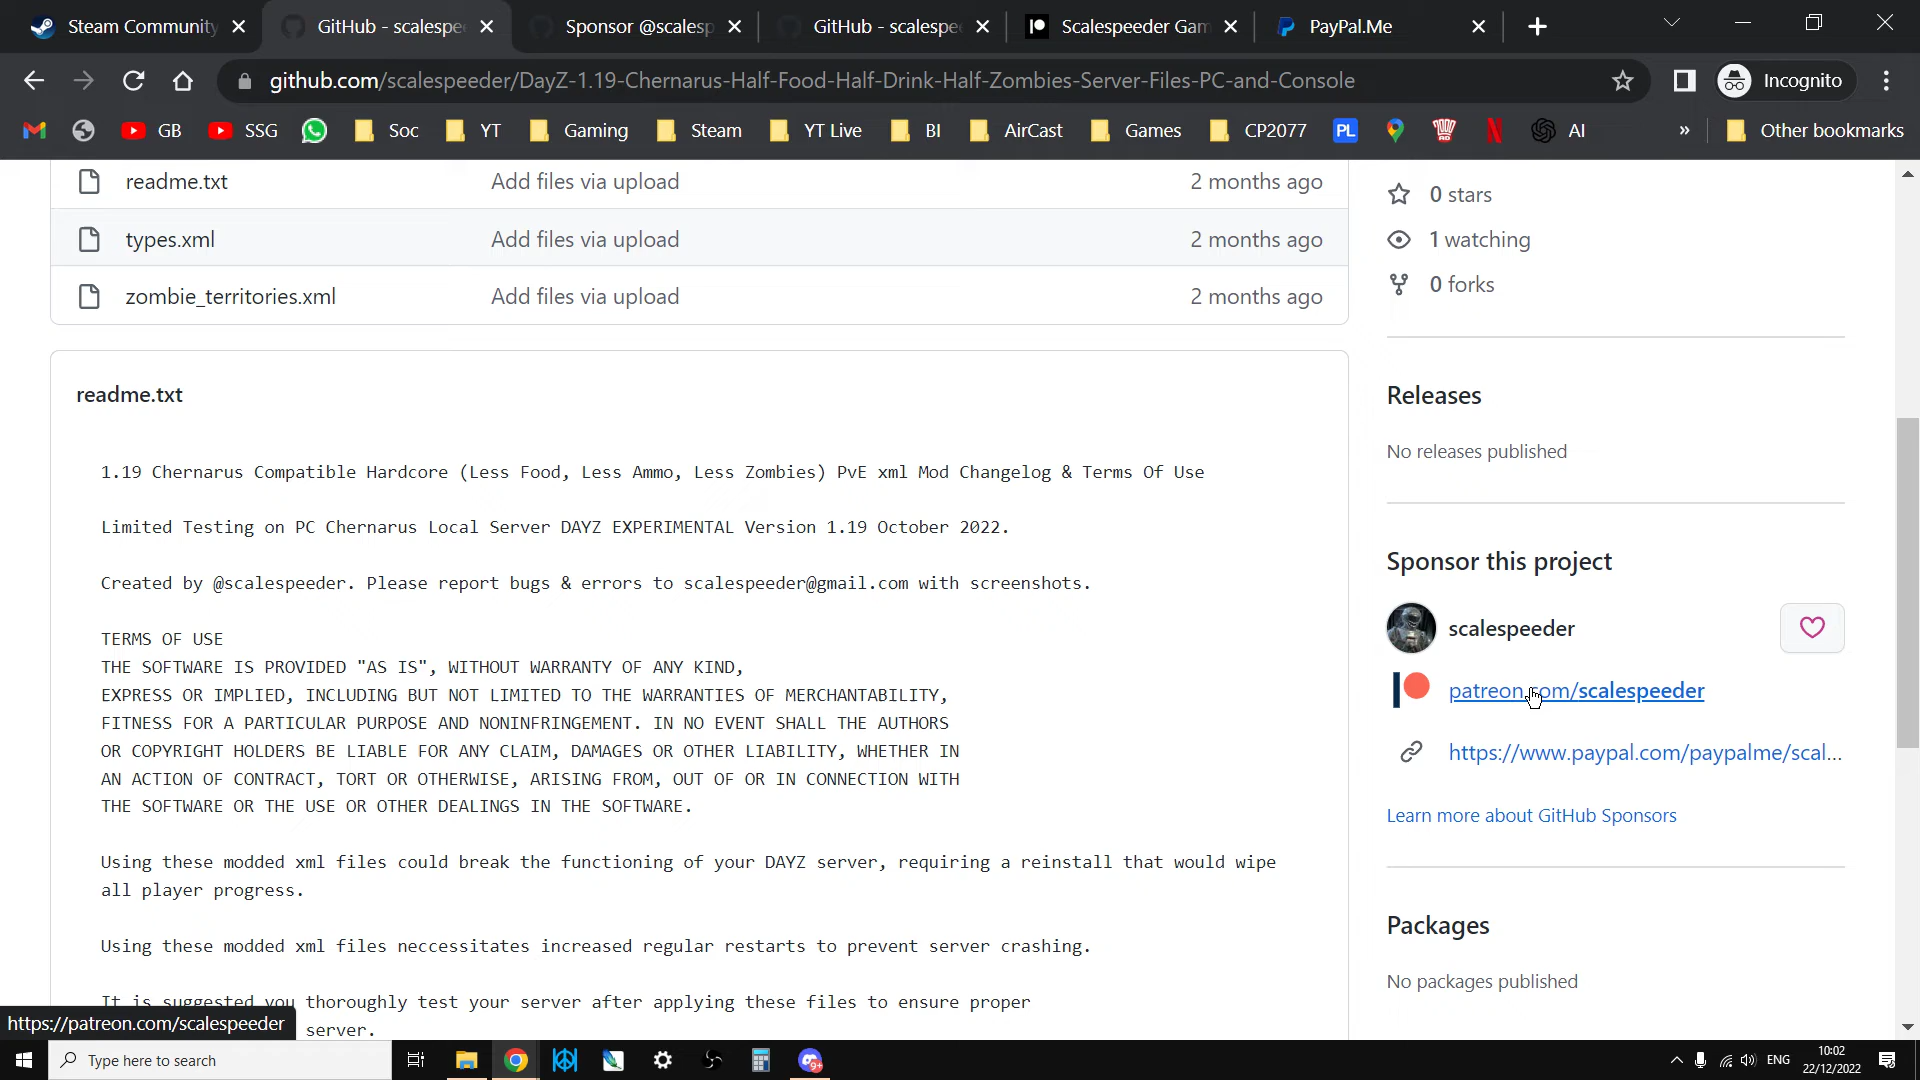 Steam Community
GitHub - scalespe
Sponsor @scalesp
GitHub - scalespe
Scalespeeder Gam
PayPal.Me
github.com/scalespeeder/DayZ-1.19-Chernarus-Half-Food-Half-Drink-Half-Zombies-Server-Files-PC-and-Console
Incognito
GB
SSG
Soc
YT
Gaming
Steam
YT Live
BI
AirCast
Games
CP2077
PL
AI
»
Other bookmarks
readme.txt Add files via upload 2 months ago
types.xml Add files via upload 2 months ago
zombie_territories.xml Add files via upload 2 months ago
readme.txt
1.19 Chernarus Compatible Hardcore (Less Food, Less Ammo, Less Zombies) PvE xml Mod Changelog & Terms Of Use
Limited Testing on PC Chernarus Local Server DAYZ EXPERIMENTAL Version 1.19 October 2022.
Created by @scalespeeder. Please report bugs & errors to scalespeeder@gmail.com with screenshots.
TERMS OF USE
THE SOFTWARE IS PROVIDED "AS IS", WITHOUT WARRANTY OF ANY KIND,
EXPRESS OR IMPLIED, INCLUDING BUT NOT LIMITED TO THE WARRANTIES OF MERCHANTABILITY,
FITNESS FOR A PARTICULAR PURPOSE AND NONINFRINGEMENT. IN NO EVENT SHALL THE AUTHORS
OR COPYRIGHT HOLDERS BE LIABLE FOR ANY CLAIM, DAMAGES OR OTHER LIABILITY, WHETHER IN
AN ACTION OF CONTRACT, TORT OR OTHERWISE, ARISING FROM, OUT OF OR IN CONNECTION WITH
THE SOFTWARE OR THE USE OR OTHER DEALINGS IN THE SOFTWARE.
Using these modded xml files could break the functioning of your DAYZ server, requiring a reinstall that would wipe
all player progress.
Using these modded xml files neccessitates increased regular restarts to prevent server crashing.
It is suggested you thoroughly test your server after applying these files to ensure proper
server.
0 stars
1 watching
0 forks
Releases
No releases published
Sponsor this project
scalespeeder
patreon.com/scalespeeder
https://www.paypal.com/paypalme/scal...
Learn more about GitHub Sponsors
Packages
No packages published
https://patreon.com/scalespeeder
Type here to search
9+
ENG
10:02
22/12/2022